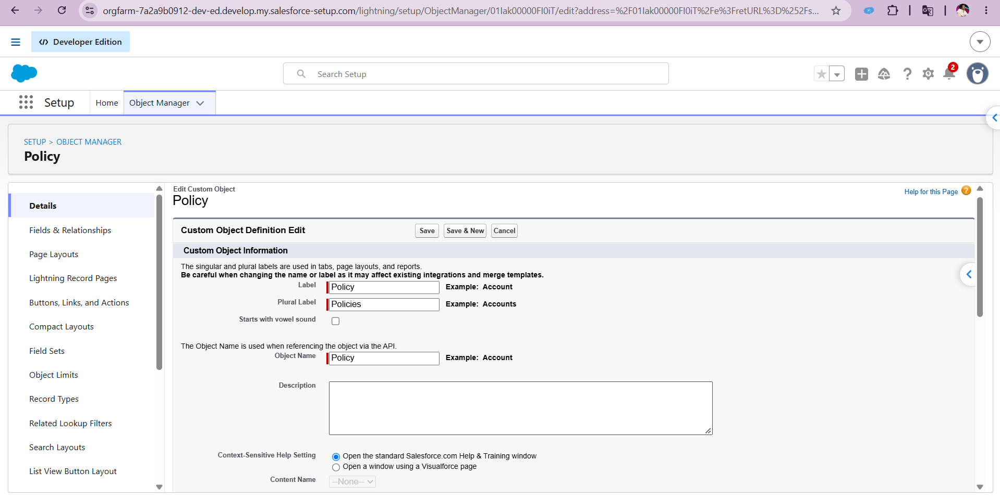 orgfarm-7a2a9b0912-dev-ed.develop.my.salesforce-setup.com/lightning/setup/ObjectManager/01Iak00000FI0iT/edit?address=%2F01Iak00000FI0iT%2Fe%3FretURL%3D%252Fs...
Developer Edition
Search Setup
2
Setup
Home
Object Manager
SETUP > OBJECT MANAGER
Policy
Details
Fields & Relationships
Page Layouts
Lightning Record Pages
Buttons, Links, and Actions
Compact Layouts
Field Sets
Object Limits
Record Types
Related Lookup Filters
Search Layouts
List View Button Layout
Edit Custom Object
Policy
Help for this Page
Custom Object Definition Edit
Save
Save & New
Cancel
Custom Object Information
The singular and plural labels are used in tabs, page layouts, and reports.
Be careful when changing the name or label as it may affect existing integrations and merge templates.
Label Policy Example: Account
Plural Label Policies Example: Accounts
Starts with vowel sound
The Object Name is used when referencing the object via the API.
Object Name Policy Example: Account
Description
Context-Sensitive Help Setting Open the standard Salesforce.com Help & Training window
Open a window using a Visualforce page
Content Name --None--